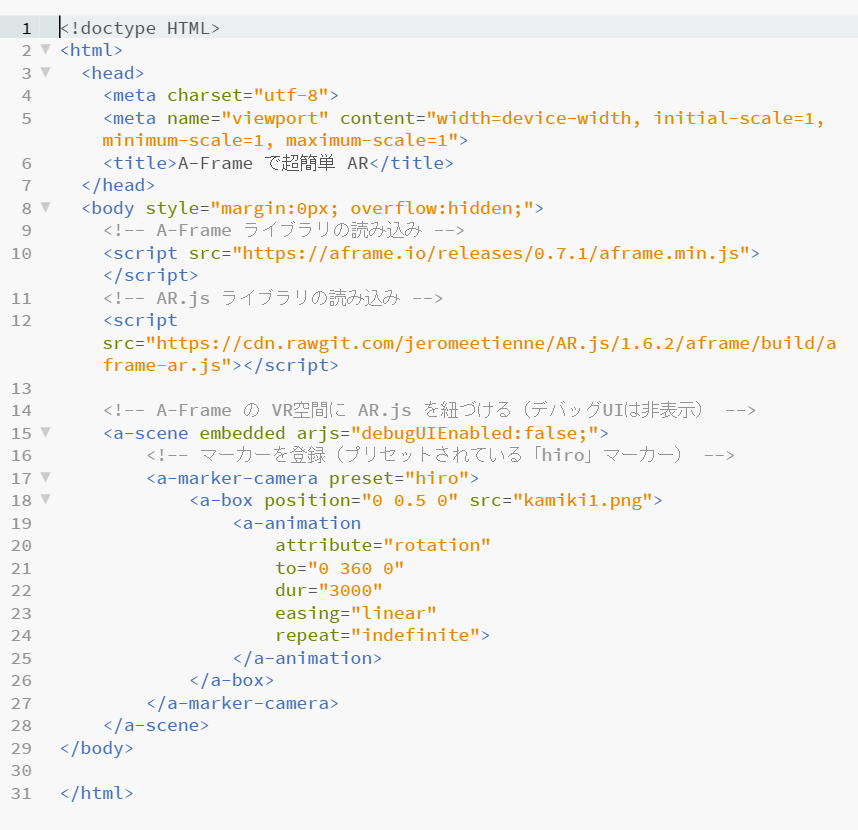 1 <!doctype HTML>
2 <html>
3 <head>
4 <meta charset="utf-8">
5 <meta name="viewport" content="width=device-width, initial-scale=1,
minimum-scale=1, maximum-scale=1">
6 <title>A-Frame で超簡単 AR</title>
7 </head>
8 <body style="margin:0px; overflow:hidden;">
9 <!-- A-Frame ライブラリの読み込み -->
10 <script src="https://aframe.io/releases/0.7.1/aframe.min.js">
</script>
11 <!-- AR.js ライブラリの読み込み -->
12 <script
src="https://cdn.rawgit.com/jeromeetienne/AR.js/1.6.2/aframe/build/a
frame-ar.js"></script>
13
14 <!-- A-Frame の VR空間に AR.js を紐づける（デバッグUIは非表示） -->
15 <a-scene embedded arjs="debugUIEnabled:false;">
16 <!-- マーカーを登録（プリセットされている「hiro」マーカー） -->
17 <a-marker-camera preset="hiro">
18 <a-box position="0 0.5 0" src="kamiki1.png">
19 <a-animation
20 attribute="rotation"
21 to="0 360 0"
22 dur="3000"
23 easing="linear"
24 repeat="indefinite">
25 </a-animation>
26 </a-box>
27 </a-marker-camera>
28 </a-scene>
29 </body>
30
31 </html>